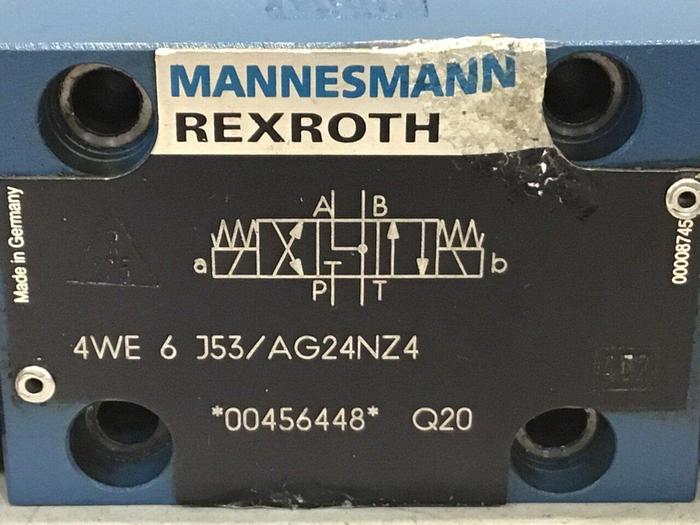 MANNESMANN
REXROTH
Made in Germany
00008745
A B
a b
P T
4WE 6 J53/AG24NZ4
*00456448* Q20